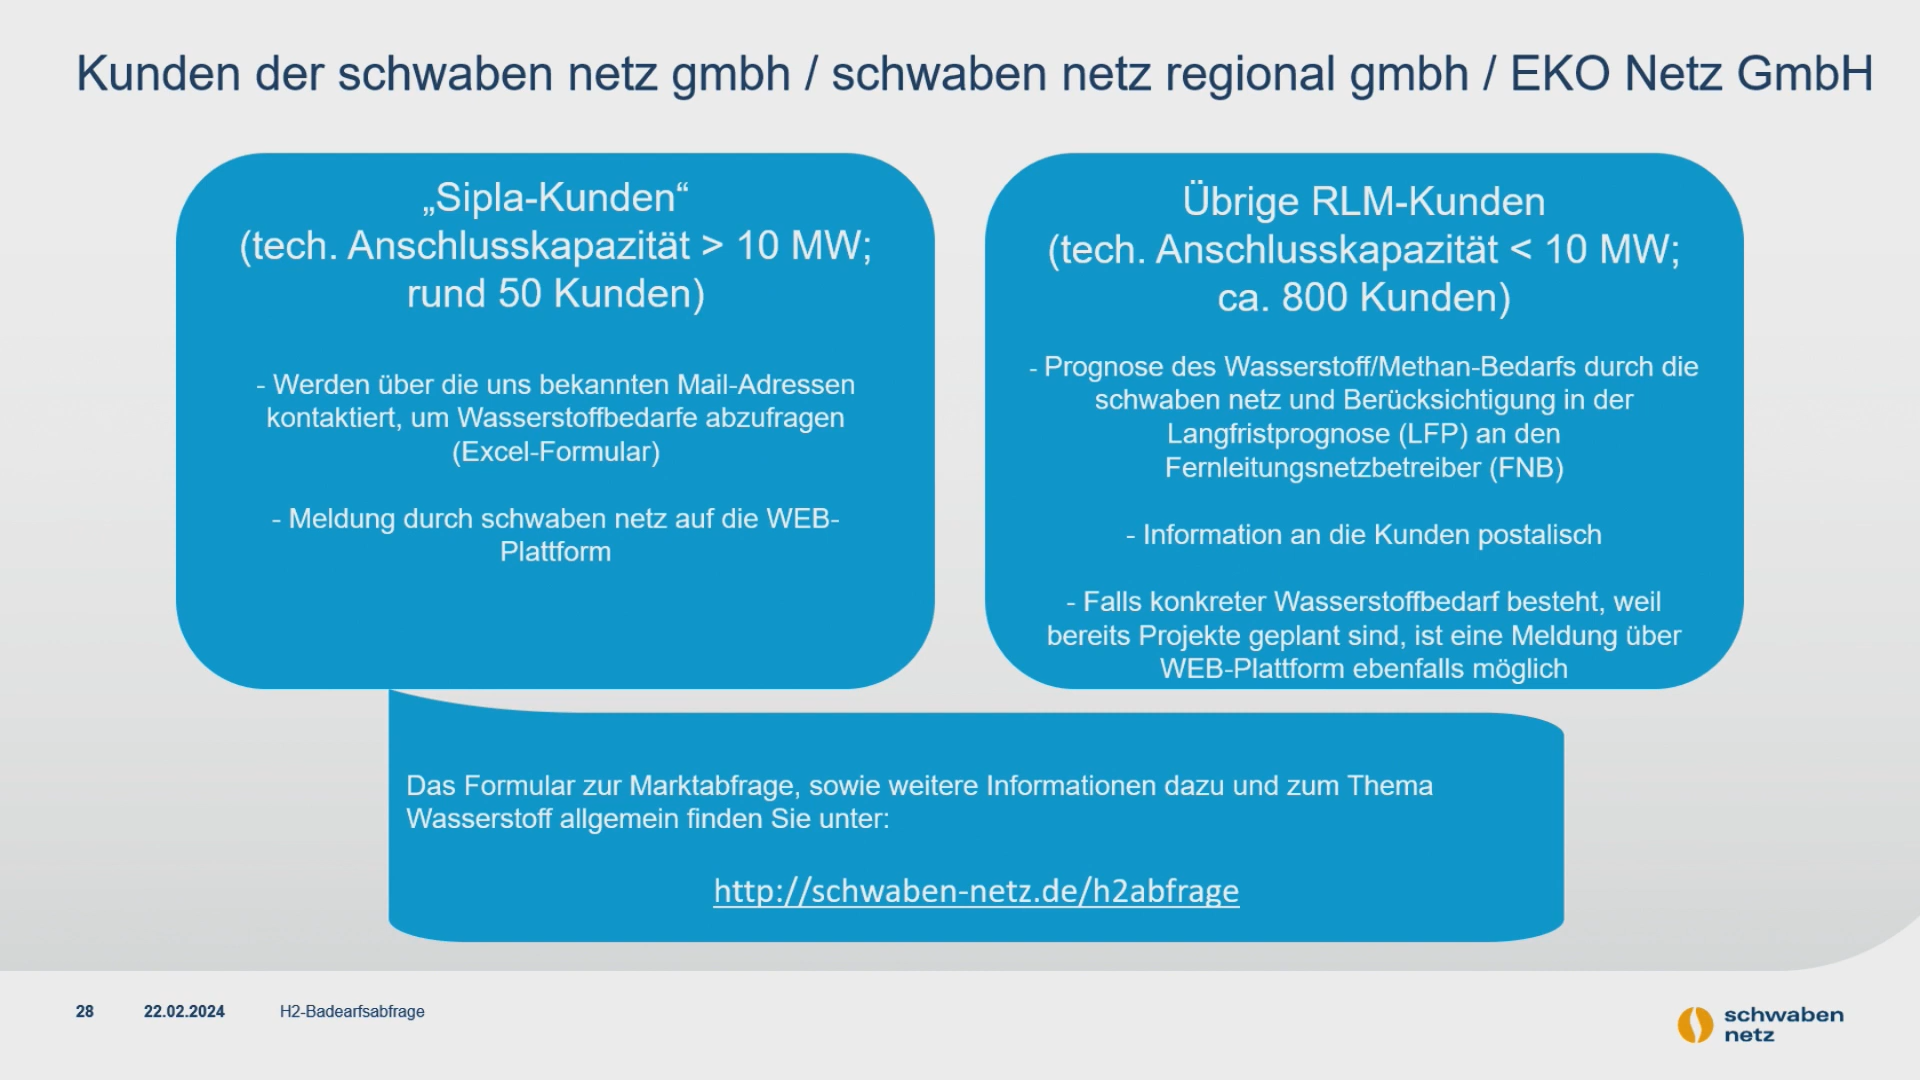 Kunden der schwaben netz gmbh / schwaben netz regional gmbh / EKO Netz GmbH
„Sipla-Kunden“
(tech. Anschlusskapazität > 10 MW;
rund 50 Kunden)
- Werden über die uns bekannten Mail-Adressen
kontaktiert, um Wasserstoffbedarfe abzufragen
(Excel-Formular)
- Meldung durch schwaben netz auf die WEB-
Plattform
Übrige RLM-Kunden
(tech. Anschlusskapazität < 10 MW;
ca. 800 Kunden)
- Prognose des Wasserstoff/Methan-Bedarfs durch die
schwaben netz und Berücksichtigung in der
Langfristprognose (LFP) an den
Fernleitungsnetzbetreiber (FNB)
- Information an die Kunden postalisch
- Falls konkreter Wasserstoffbedarf besteht, weil
bereits Projekte geplant sind, ist eine Meldung über
WEB-Plattform ebenfalls möglich
Das Formular zur Marktabfrage, sowie weitere Informationen dazu und zum Thema
Wasserstoff allgemein finden Sie unter:
http://schwaben-netz.de/h2abfrage
28 22.02.2024 H2-Badearfsabfrage
schwaben
netz